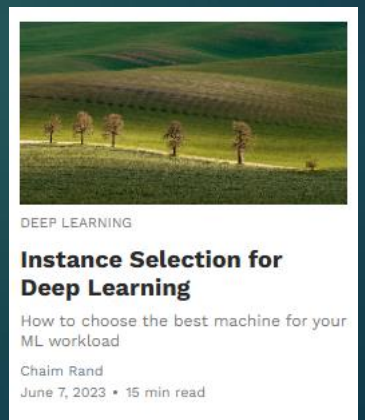 DEEP LEARNING
Instance Selection for
Deep Learning
How to choose the best machine for your
ML workload
Chaim Rand
June 7, 2023 • 15 min read